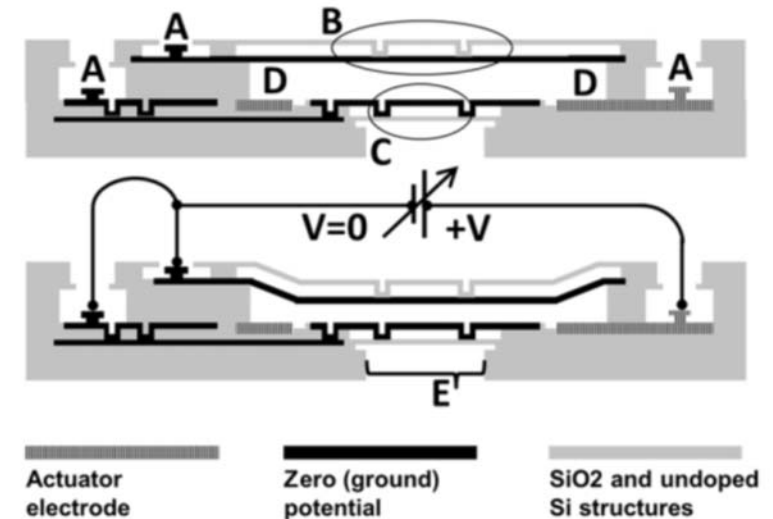 B
A
A
A
D
D
C
V=0
+V
E
Actuator
electrode
Zero (ground)
potential
SiO2 and undoped
Si structures